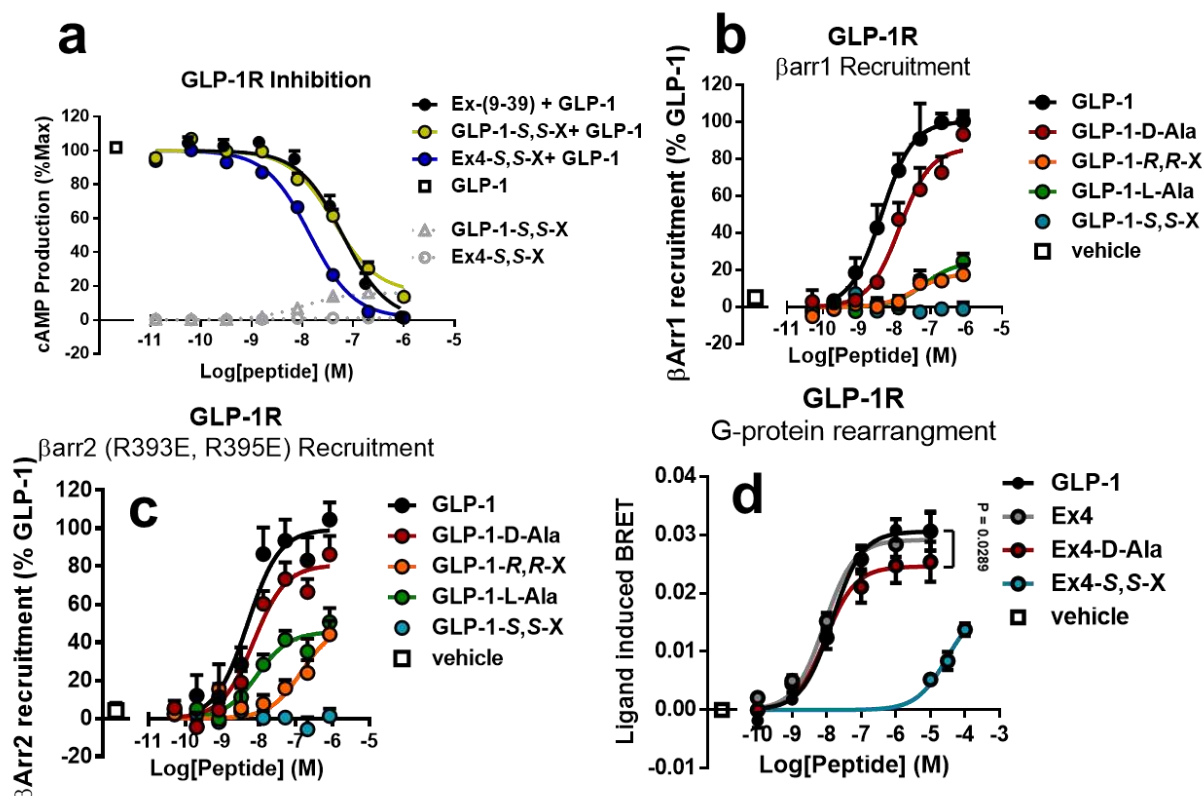 a
GLP-1R Inhibition
cAMP Production (%Max)
120
100
80
60
40
20
0
-20
-11
-10
-9
-8
-7
-6
-5
Log[peptide] (M)
Ex-(9-39) + GLP-1
GLP-1-S,S-X+ GLP-1
Ex4-S,S-X+ GLP-1
GLP-1
GLP-1-S,S-X
Ex4-S,S-X
b
GLP-1R
βarr1 Recruitment
βArr1 recruitment (% GLP-1)
120
100
80
60
40
20
0
-20
-11
-10
-9
-8
-7
-6
-5
Log[Peptide] (M)
GLP-1
GLP-1-D-Ala
GLP-1-R,R-X
GLP-1-L-Ala
GLP-1-S,S-X
vehicle
GLP-1R
βarr2 (R393E, R395E) Recruitment
c
βArr2 recruitment (% GLP-1)
120
100
80
60
40
20
0
-20
-11
-10
-9
-8
-7
-6
-5
Log[Peptide] (M)
GLP-1
GLP-1-D-Ala
GLP-1-R,R-X
GLP-1-L-Ala
GLP-1-S,S-X
vehicle
GLP-1R
G-protein rearrangment
d
Ligand induced BRET
0.04
0.03
0.02
0.01
0.00
-0.01
-10
-9
-8
-7
-6
-5
-4
-3
Log[Peptide] (M)
P = 0.0289
GLP-1
Ex4
Ex4-D-Ala
Ex4-S,S-X
vehicle